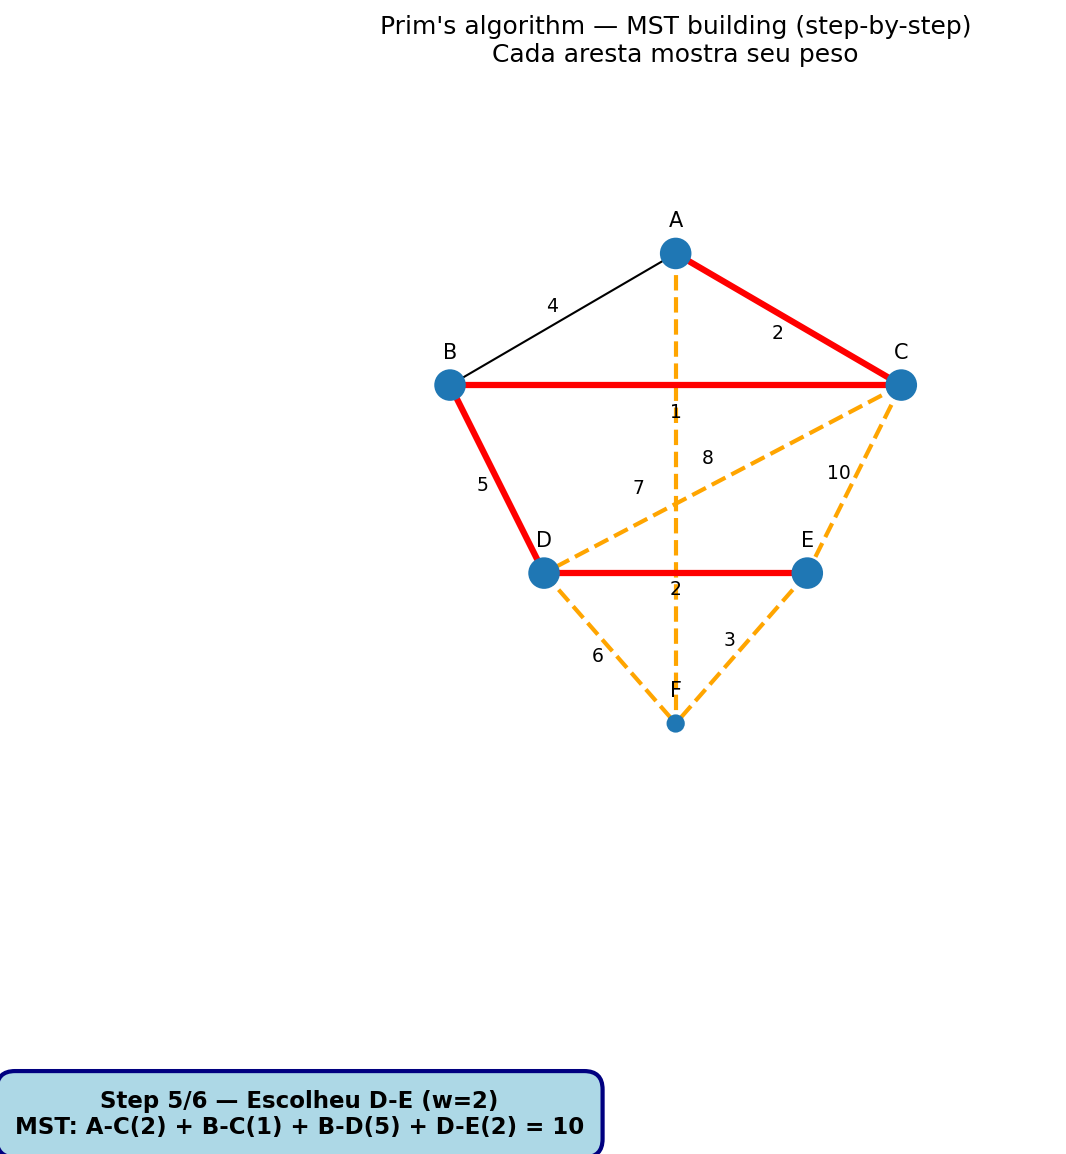 Prim's algorithm — MST building (step-by-step)
Cada aresta mostra seu peso
A
4
2
B
C
1
8
10
7
5
D
E
2
3
6
F
Step 5/6 — Escolheu D-E (w=2)
MST: A-C(2) + B-C(1) + B-D(5) + D-E(2) = 10